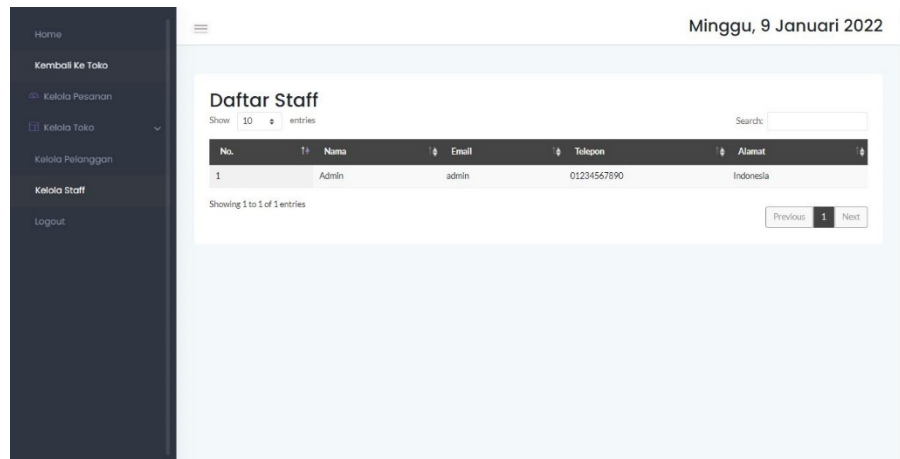 Home
Kembali Ke Toko
Kelola Pesanan
Kelola Toko
Kelola Pelanggan
Kelola Staff
Logout
Minggu, 9 Januari 2022
Daftar Staff
Show 10 entries
Search:
No. Nama Email Telepon Alamat
1 Admin admin 01234567890 Indonesia
Showing 1 to 1 of 1 entries
Previous 1 Next